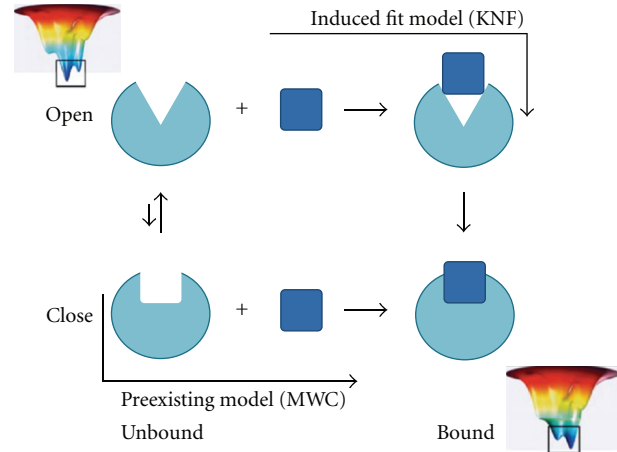 Induced fit model (KNF)
Open
+
Close
+
Preexisting model (MWC)
Unbound
Bound